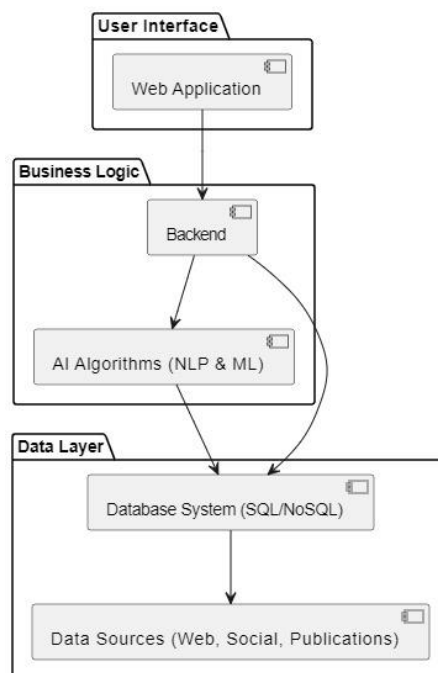 User Interface
Web Application
Business Logic
Backend
AI Algorithms (NLP & ML)
Data Layer
Database System (SQL/NoSQL)
Data Sources (Web, Social, Publications)